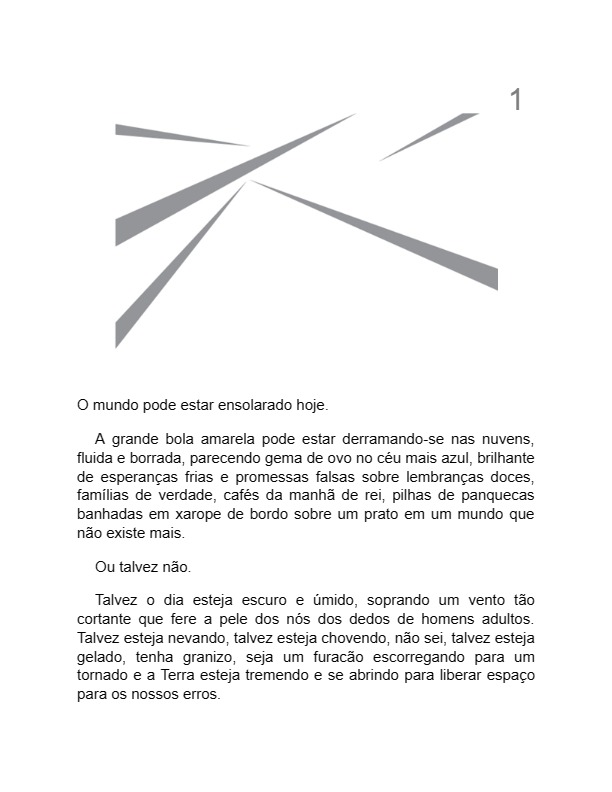 1
O mundo pode estar ensolarado hoje.
A grande bola amarela pode estar derramando-se nas nuvens,
fluida e borrada, parecendo gema de ovo no céu mais azul, brilhante
de esperanças frias e promessas falsas sobre lembranças doces,
famílias de verdade, cafés da manhã de rei, pilhas de panquecas
banhadas em xarope de bordo sobre um prato em um mundo que
não existe mais.
Ou talvez não.
Talvez o dia esteja escuro e úmido, soprando um vento tão
cortante que fere a pele dos nós dos dedos de homens adultos.
Talvez esteja nevando, talvez esteja chovendo, não sei, talvez esteja
gelado, tenha granizo, seja um furacão escorregando para um
tornado e a Terra esteja tremendo e se abrindo para liberar espaço
para os nossos erros.